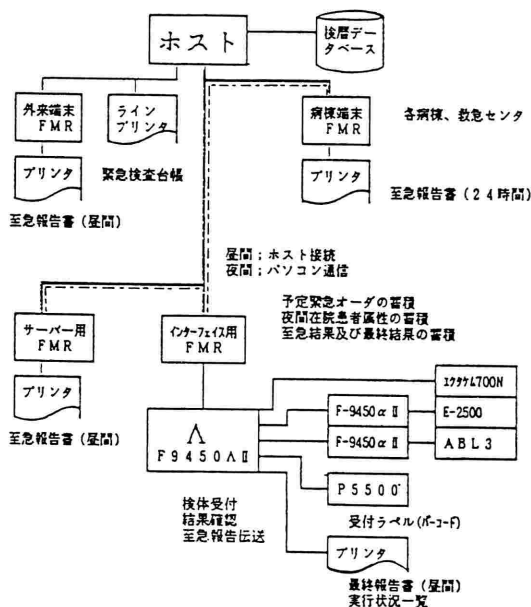 ホスト
検暦デー
タベース
外来端末
FMR
ライン
プリンタ
病棟端末
FMR
各病棟、救急センタ
プリンタ
緊急検査台帳
プリンタ
至急報告書(24時間)
至急報告書(昼間)
昼間;ホスト接続
夜間;パソコン通信
予定緊急オーダの蓄積
夜間在院患者属性の蓄積
至急結果及び最終結果の蓄積
サーバー用
FMR
インターフェイス用
FMR
プリンタ
至急報告書(昼間)
Λ
F9450ΛⅡ
エクタケム700N
F-9450αⅡ
E-2500
F-9450αⅡ
ABL3
P5500
受付ラベル(バーコード)
検体受付
結果確認
至急報告伝送
プリンタ
最終報告書(昼間)
実行状況一覧